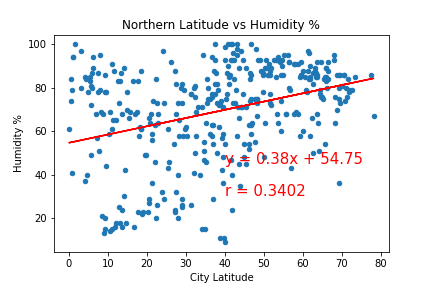 Northern Latitude vs Humidity %
100
80
60
40
20
Humidity %
y = 0.38x + 54.75
r = 0.3402
0 10 20 30 40 50 60 70 80
City Latitude